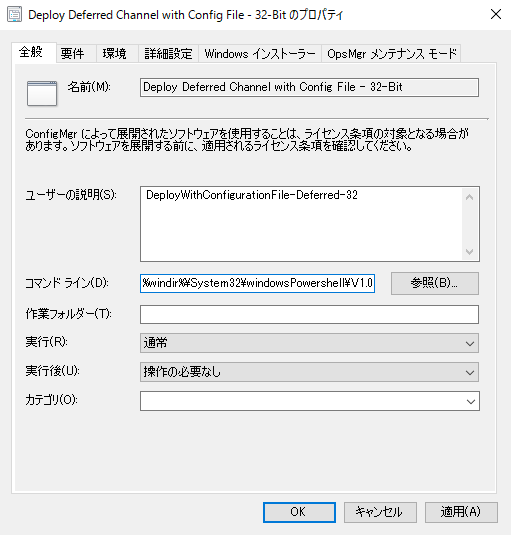 Deploy Deferred Channel with Config File - 32-Bit のプロパティ
全般 要件 環境 詳細設定 Windows インストーラー OpsMgr メンテナンス モード
名前(M): Deploy Deferred Channel with Config File - 32-Bit
ConfigMgr によって展開されたソフトウェアを使用することは、ライセンス条項の対象となる場合が
あります。ソフトウェアを展開する前に、適用されるライセンス条項を確認してください。
ユーザーの説明(S): DeployWithConfigurationFile-Deferred-32
コマンド ライン(D): %windir%¥System32¥windowsPowershell¥V1.0 参照(B)...
作業フォルダー(T):
実行(R): 通常
実行後(U): 操作の必要なし
カテゴリ(O):
OK キャンセル 適用(A)